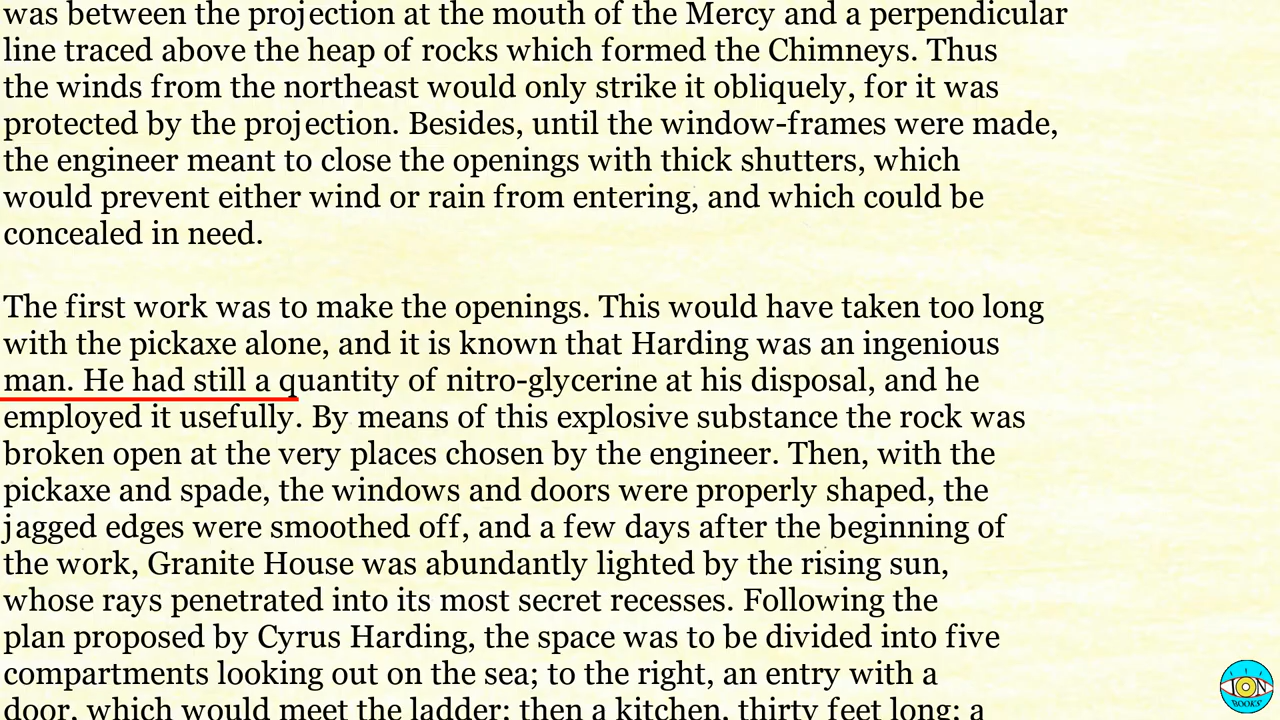 was between the projection at the mouth of the Mercy and a perpendicular
line traced above the heap of rocks which formed the Chimneys. Thus
the winds from the northeast would only strike it obliquely, for it was
protected by the projection. Besides, until the window-frames were made,
the engineer meant to close the openings with thick shutters, which
would prevent either wind or rain from entering, and which could be
concealed in need.
The first work was to make the openings. This would have taken too long
with the pickaxe alone, and it is known that Harding was an ingenious
man. He had still a quantity of nitro-glycerine at his disposal, and he
employed it usefully. By means of this explosive substance the rock was
broken open at the very places chosen by the engineer. Then, with the
pickaxe and spade, the windows and doors were properly shaped, the
jagged edges were smoothed off, and a few days after the beginning of
the work, Granite House was abundantly lighted by the rising sun,
whose rays penetrated into its most secret recesses. Following the
plan proposed by Cyrus Harding, the space was to be divided into five
compartments looking out on the sea; to the right, an entry with a
door, which would meet the ladder; then a kitchen, thirty feet long; a
ION
BOOKS